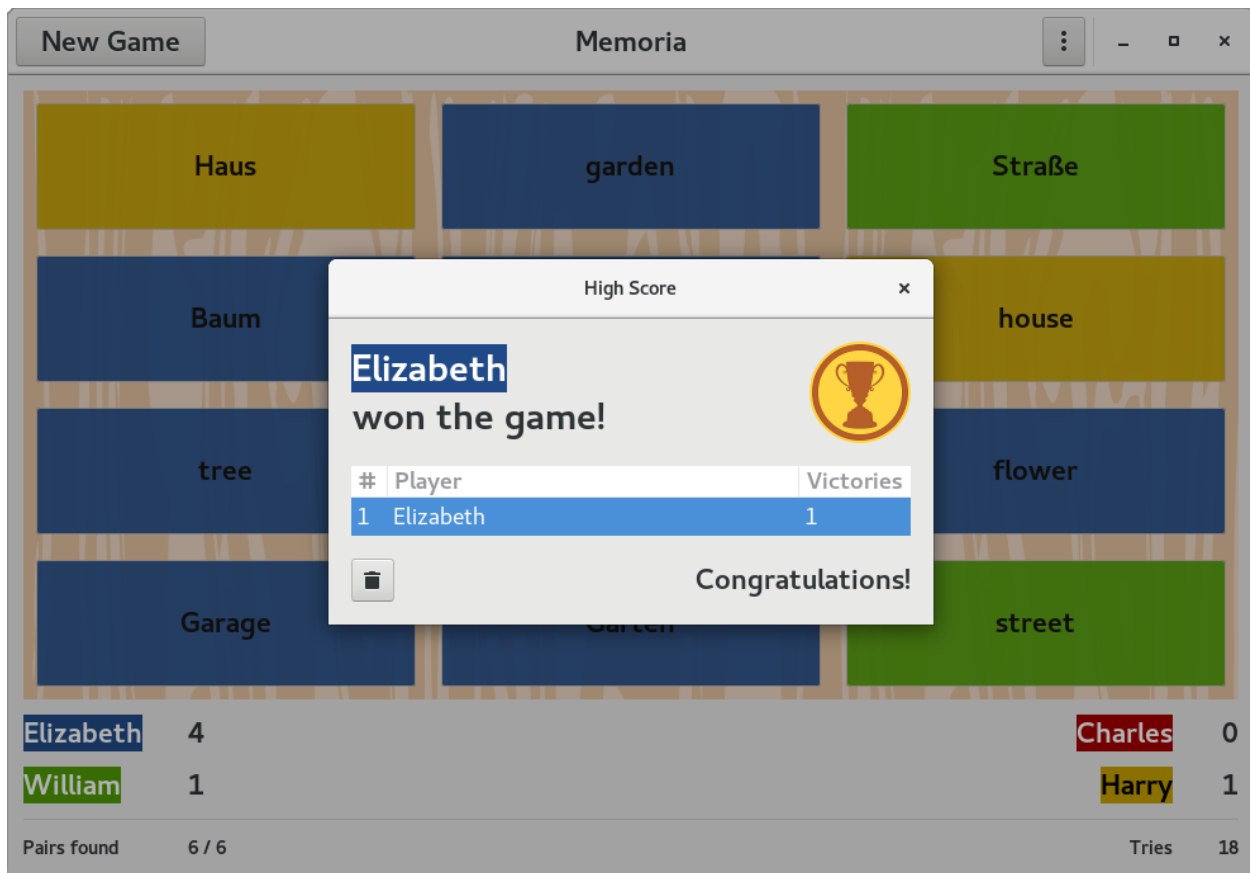 New Game Memoria
Haus garden Straße
Baum house
High Score
Elizabeth
won the game!
# Player Victories
1 Elizabeth 1
Congratulations!
tree flower
Garage Garten street
Elizabeth 4 Charles 0
William 1 Harry 1
Pairs found 6 / 6 Tries 18